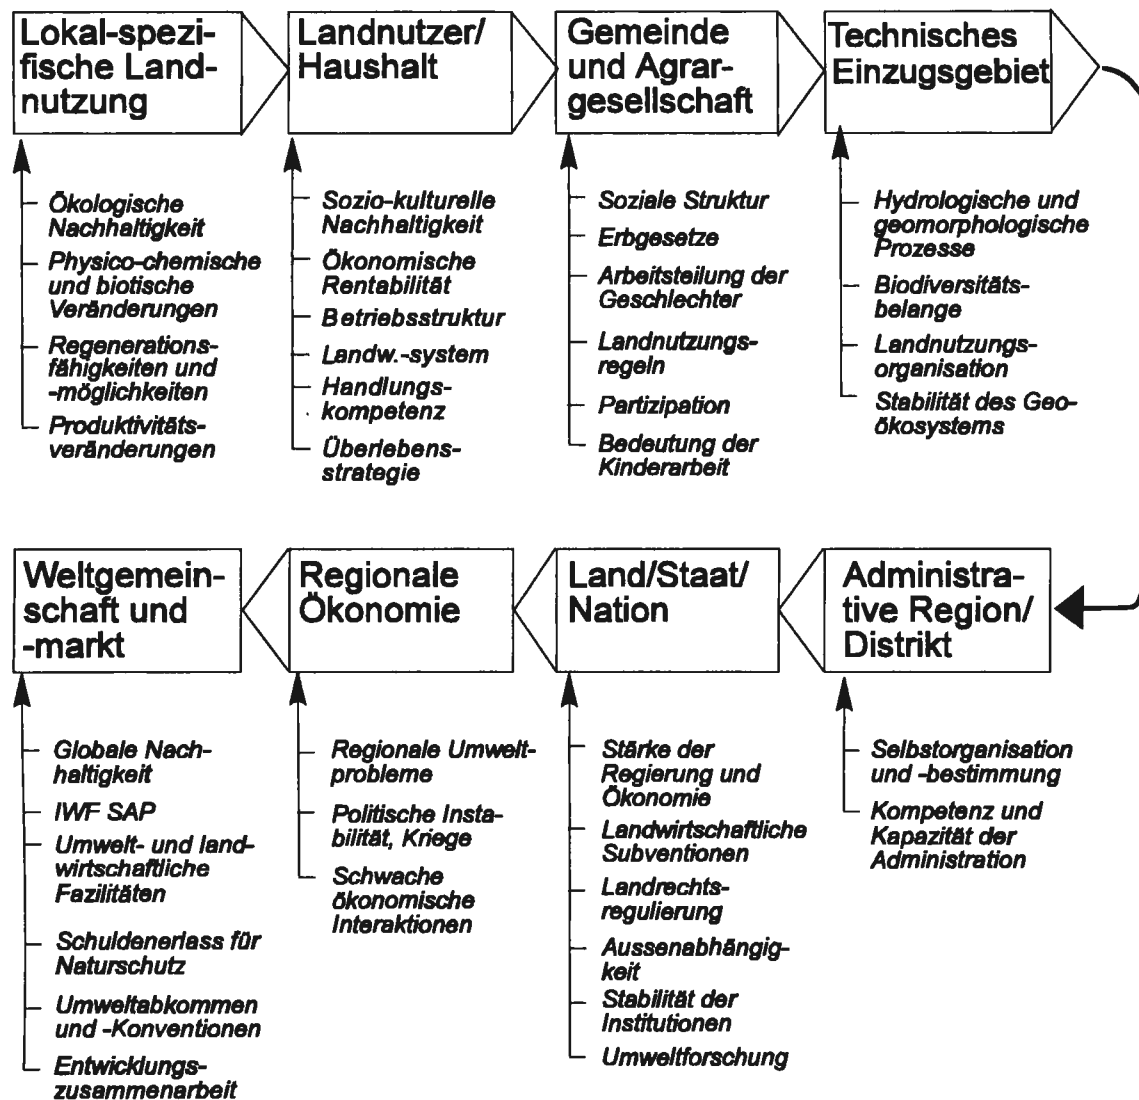 Lokal-spezi-
fische Land-
nutzung
Ökologische
Nachhaltigkeit
Physico-chemische
und biotische
Veränderungen
Regenerations-
fähigkeiten und
-möglichkeiten
Produktivitäts-
veränderungen
Landnutzer/
Haushalt
Sozio-kulturelle
Nachhaltigkeit
Ökonomische
Rentabilität
Betriebsstruktur
Landw.-system
Handlungs-
kompetenz
Überlebens-
strategie
Gemeinde
und Agrar-
gesellschaft
Soziale Struktur
Erbgesetze
Arbeitsteilung der
Geschlechter
Landnutzungs-
regeln
Partizipation
Bedeutung der
Kinderarbeit
Technisches
Einzugsgebiet
Hydrologische und
geomorphologische
Prozesse
Biodiversitäts-
belange
Landnutzungs-
organisation
Stabilität des Geo-
ökosystems
Administra-
tive Region/
Distrikt
Selbstorganisation
und -bestimmung
Kompetenz und
Kapazität der
Administration
Land/Staat/
Nation
Stärke der
Regierung und
Ökonomie
Landwirtschaftliche
Subventionen
Landrechts-
regulierung
Aussenabhängig-
keit
Stabilität der
Institutionen
Umweltforschung
Regionale
Ökonomie
Regionale Umwelt-
probleme
Politische Insta-
bilität, Kriege
Schwache
ökonomische
Interaktionen
Weltgemein-
schaft und
-markt
Globale Nach-
haltigkeit
IWF SAP
Umwelt- und land-
wirtschaftliche
Fazilitäten
Schuldenerlass für
Naturschutz
Umweltabkommen
und -Konventionen
Entwicklungs-
zusammenarbeit